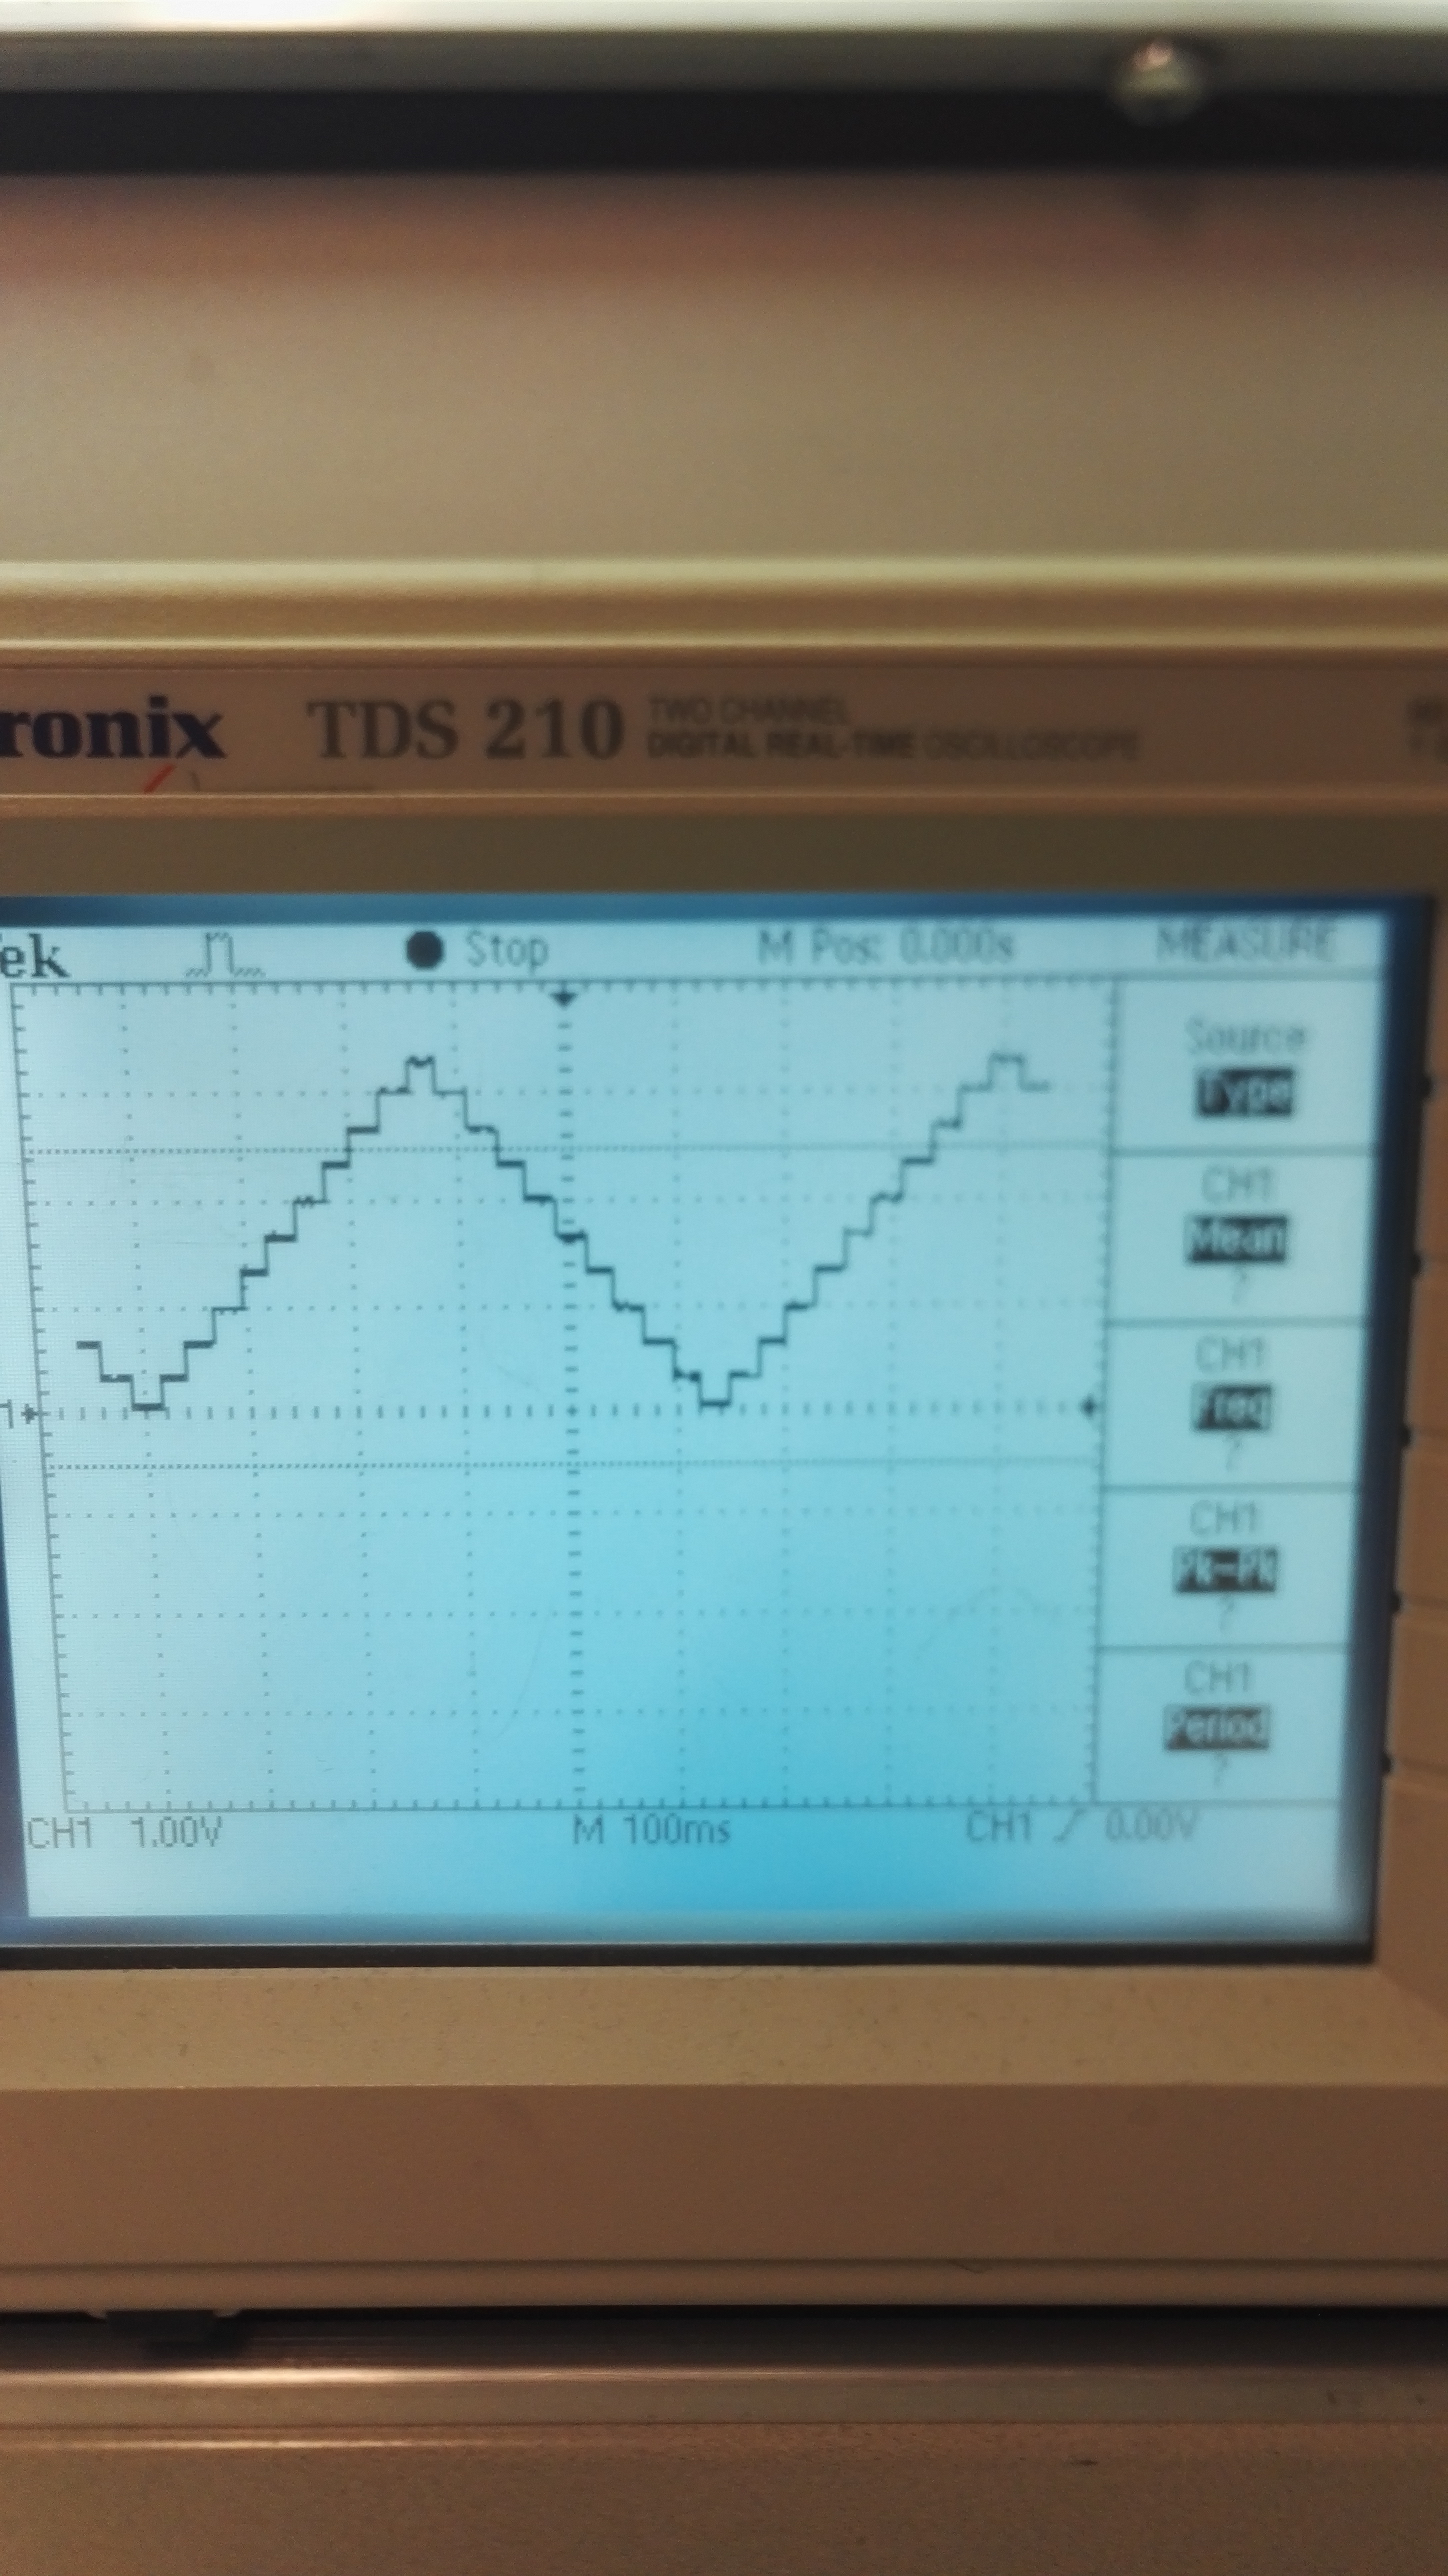 ronix TDS 210 TWO CHANNEL
DIGITAL REAL-TIME OSCILLOSCOPE
ek Stop M Pos: 0.000s MEASURE
Source
Type
CH1
Mean
?
CH1
Freq
?
1
CH1
Pk-Pk
?
CH1
Period
?
CH1 1.00V M 100ms CH1 0.00V